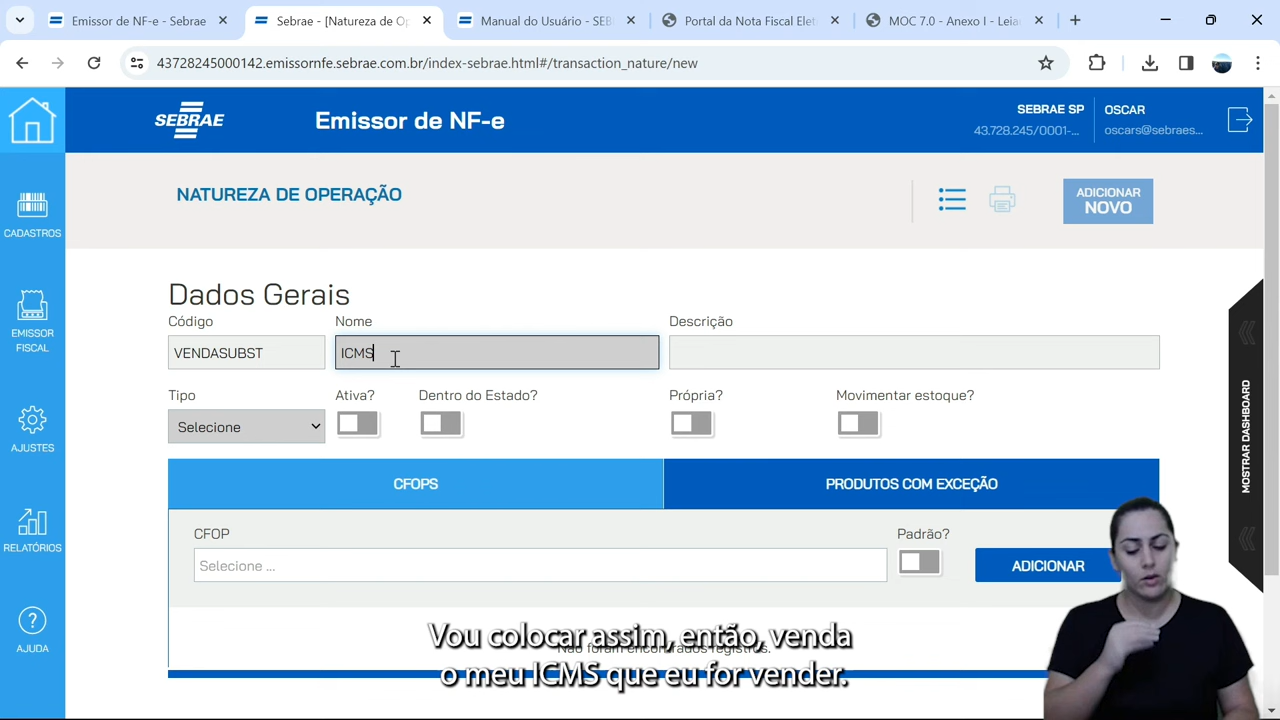 Emissor de NF-e - Sebrae
Sebrae - [Natureza de Op
Manual do Usuário - SEB
Portal da Nota Fiscal Elet
MOC 7.0 - Anexo I - Leia
43728245000142.emissornfe.sebrae.com.br/index-sebrae.html#/transaction_nature/new
SEBRAE
Emissor de NF-e
SEBRAE SP
43.728.245/0001-...
OSCAR
oscars@sebraes...
CADASTROS
EMISSOR
FISCAL
AJUSTES
RELATÓRIOS
AJUDA
NATUREZA DE OPERAÇÃO
ADICIONAR
NOVO
Dados Gerais
Código
Nome
Descrição
VENDASUBST
ICMS
Tipo
Ativa?
Dentro do Estado?
Própria?
Movimentar estoque?
Selecione
MOSTRAR DASHBOARD
CFOPS
PRODUTOS COM EXCEÇÃO
CFOP
Padrão?
Selecione ...
ADICIONAR
Não foram encontrados registros.
Vou colocar assim, então, venda
o meu ICMS que eu for vender.